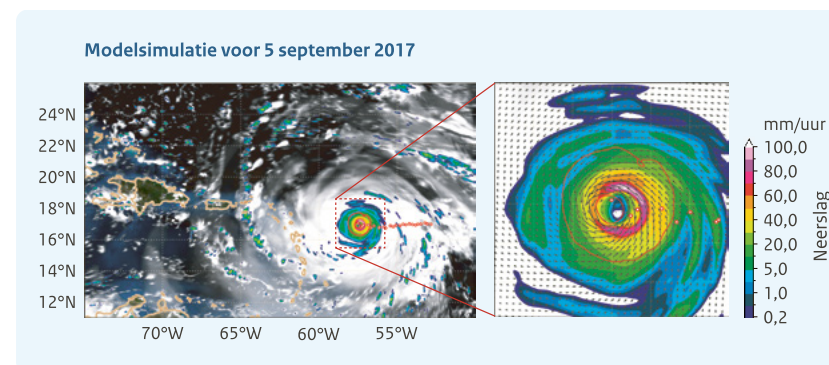 Modelsimulatie voor 5 september 2017
24°N
22°N
20°N
18°N
16°N
14°N
12°N
70°W
65°W
60°W
55°W
mm/uur
100,0
80,0
60,0
40,0
20,0
5,0
1,0
0,2
Neerslag